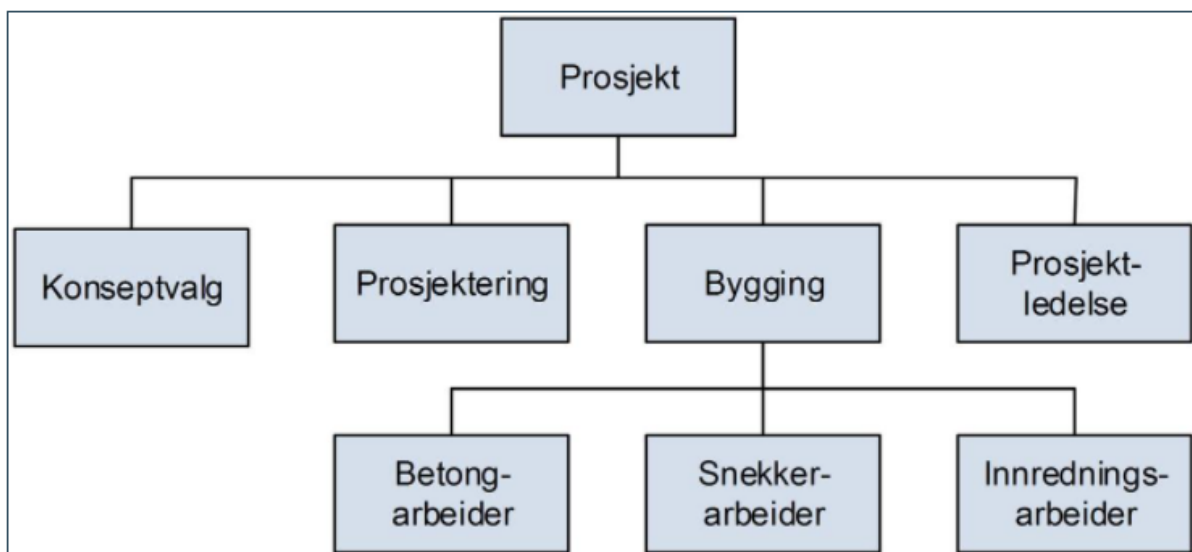 Prosjekt
Konseptvalg
Prosjektering
Bygging
Prosjekt-
ledelse
Betong-
arbeider
Snekker-
arbeider
Innrednings-
arbeider